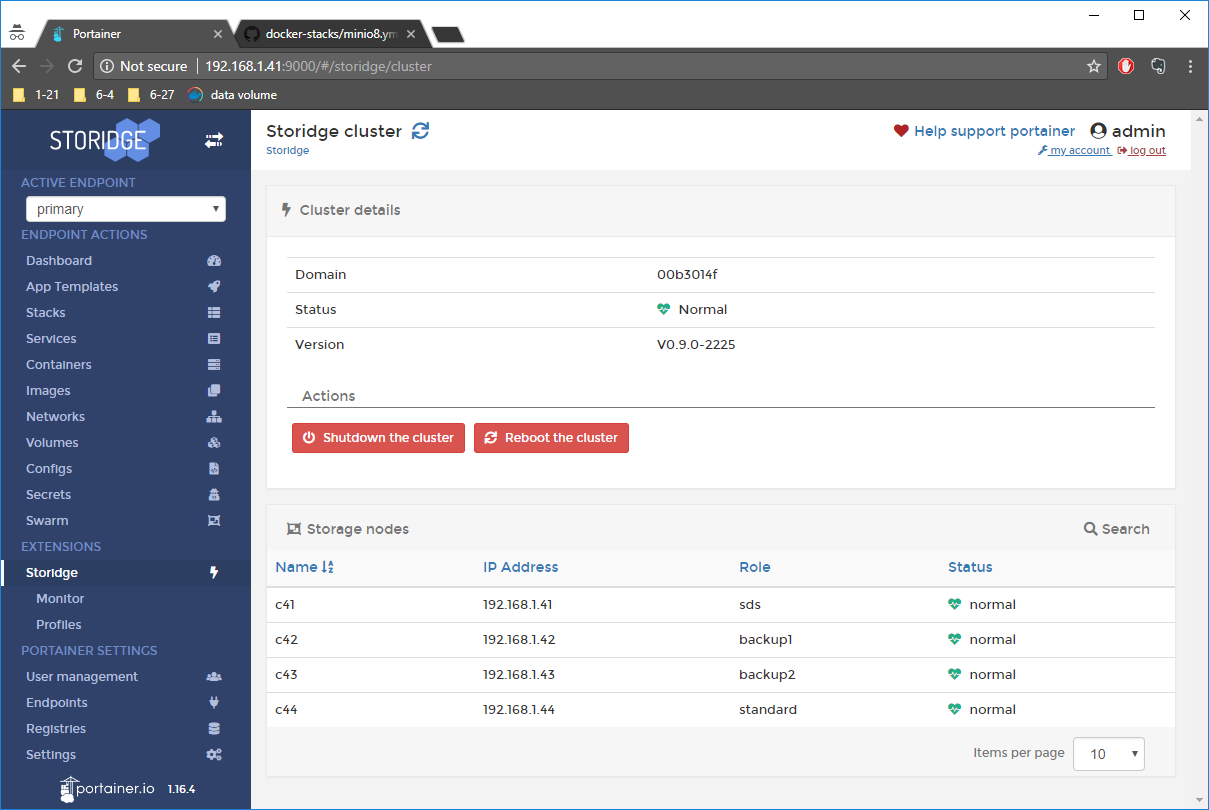 Portainer
docker-stacks/minio8.ym
Not secure 192.168.1.41:9000/#/storidge/cluster
1-21 6-4 6-27 data volume
STORIDGE
ACTIVE ENDPOINT
primary
ENDPOINT ACTIONS
Dashboard
App Templates
Stacks
Services
Containers
Images
Networks
Volumes
Configs
Secrets
Swarm
EXTENSIONS
Storidge
Monitor
Profiles
PORTAINER SETTINGS
User management
Endpoints
Registries
Settings
portainer.io 1.16.4
Storidge cluster
Storidge
Help support portainer admin
my account log out
Cluster details
Domain 00b3014f
Status Normal
Version V0.9.0-2225
Actions
Shutdown the cluster Reboot the cluster
Storage nodes Search
Name IP Address Role Status
c41 192.168.1.41 sds normal
c42 192.168.1.42 backup1 normal
c43 192.168.1.43 backup2 normal
c44 192.168.1.44 standard normal
Items per page 10